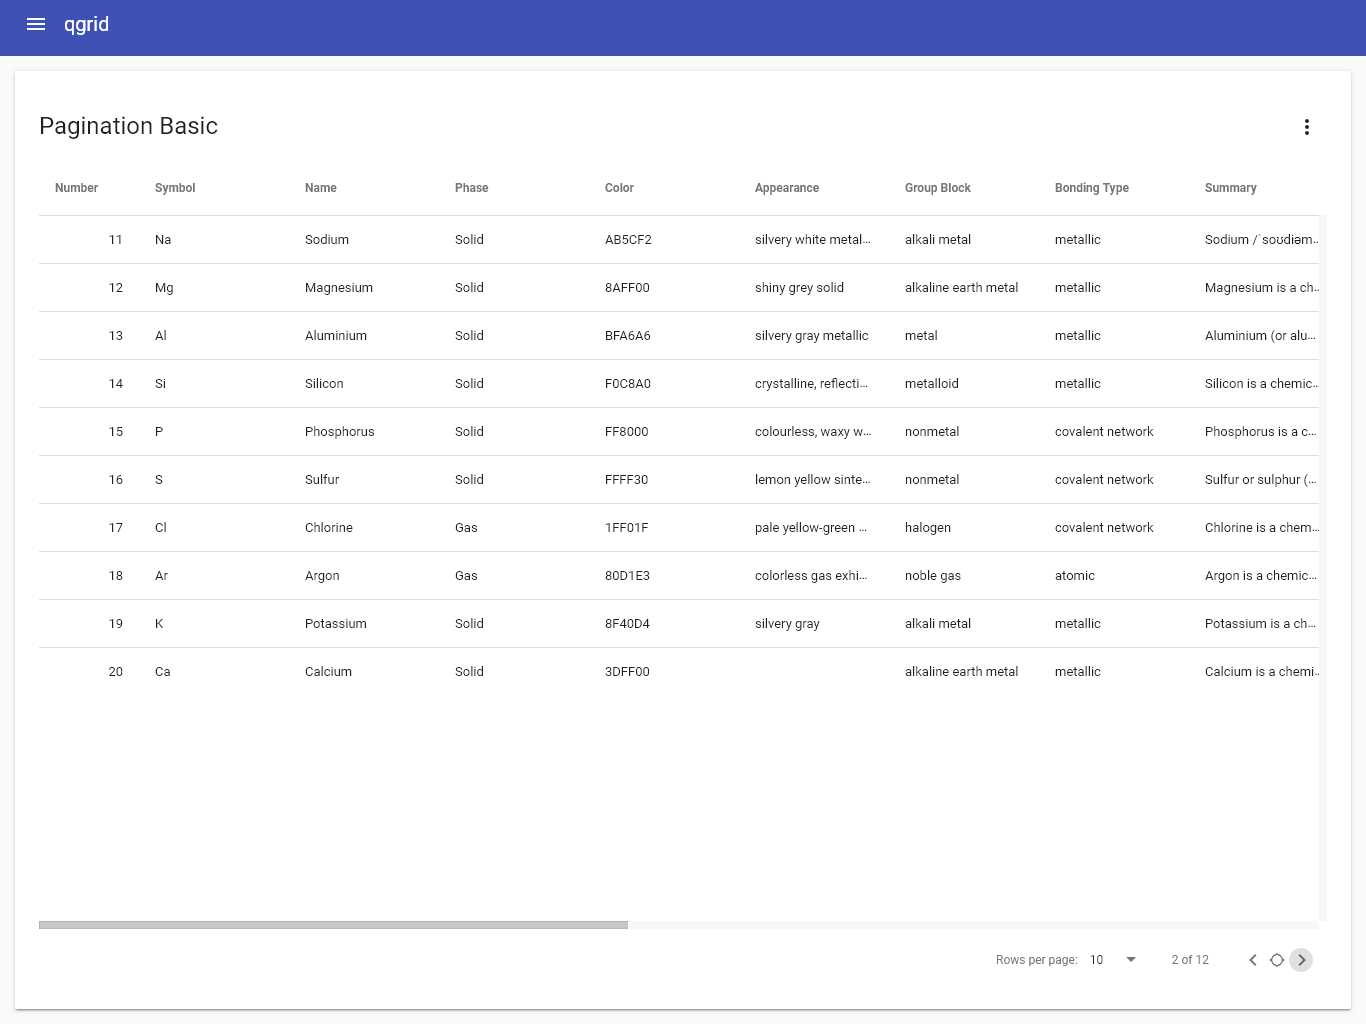 qgrid
Pagination Basic
Number Symbol Name Phase Color Appearance Group Block Bonding Type Summary
11 Na Sodium Solid AB5CF2 silvery white metal... alkali metal metallic Sodium /ˈsoʊdiəm...
12 Mg Magnesium Solid 8AFF00 shiny grey solid alkaline earth metal metallic Magnesium is a ch...
13 Al Aluminium Solid BFA6A6 silvery gray metallic metal metallic Aluminium (or alu...
14 Si Silicon Solid F0C8A0 crystalline, reflecti... metalloid metallic Silicon is a chemic...
15 P Phosphorus Solid FF8000 colourless, waxy w... nonmetal covalent network Phosphorus is a c...
16 S Sulfur Solid FFFF30 lemon yellow sinte... nonmetal covalent network Sulfur or sulphur (...
17 Cl Chlorine Gas 1FF01F pale yellow-green ... halogen covalent network Chlorine is a chem...
18 Ar Argon Gas 80D1E3 colorless gas exhi... noble gas atomic Argon is a chemic...
19 K Potassium Solid 8F40D4 silvery gray alkali metal metallic Potassium is a ch...
20 Ca Calcium Solid 3DFF00 alkaline earth metal metallic Calcium is a chemi...
Rows per page: 10 2 of 12